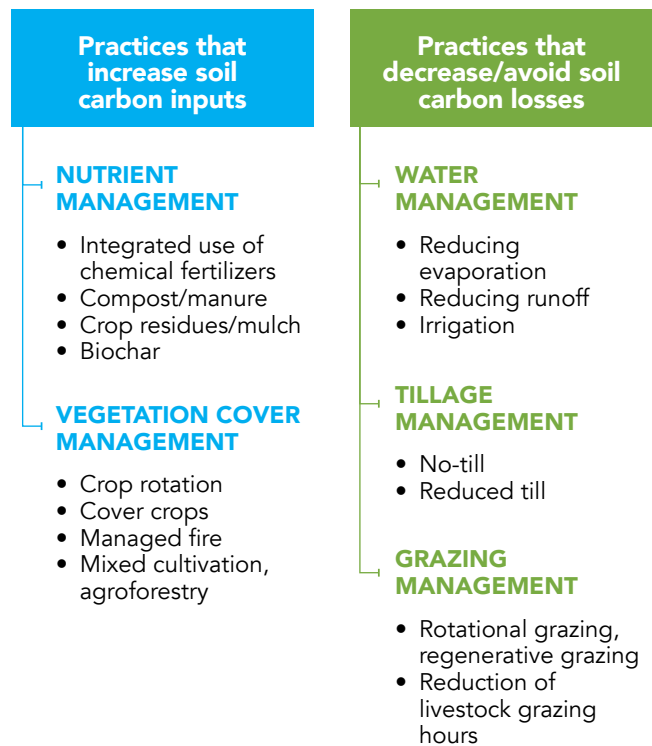 Practices that
increase soil
carbon inputs
NUTRIENT
MANAGEMENT
• Integrated use of
chemical fertilizers
• Compost/manure
• Crop residues/mulch
• Biochar
VEGETATION COVER
MANAGEMENT
• Crop rotation
• Cover crops
• Managed fire
• Mixed cultivation,
agroforestry
Practices that
decrease/avoid soil
carbon losses
WATER
MANAGEMENT
• Reducing
evaporation
• Reducing runoff
• Irrigation
TILLAGE
MANAGEMENT
• No-till
• Reduced till
GRAZING
MANAGEMENT
• Rotational grazing,
regenerative grazing
• Reduction of
livestock grazing
hours